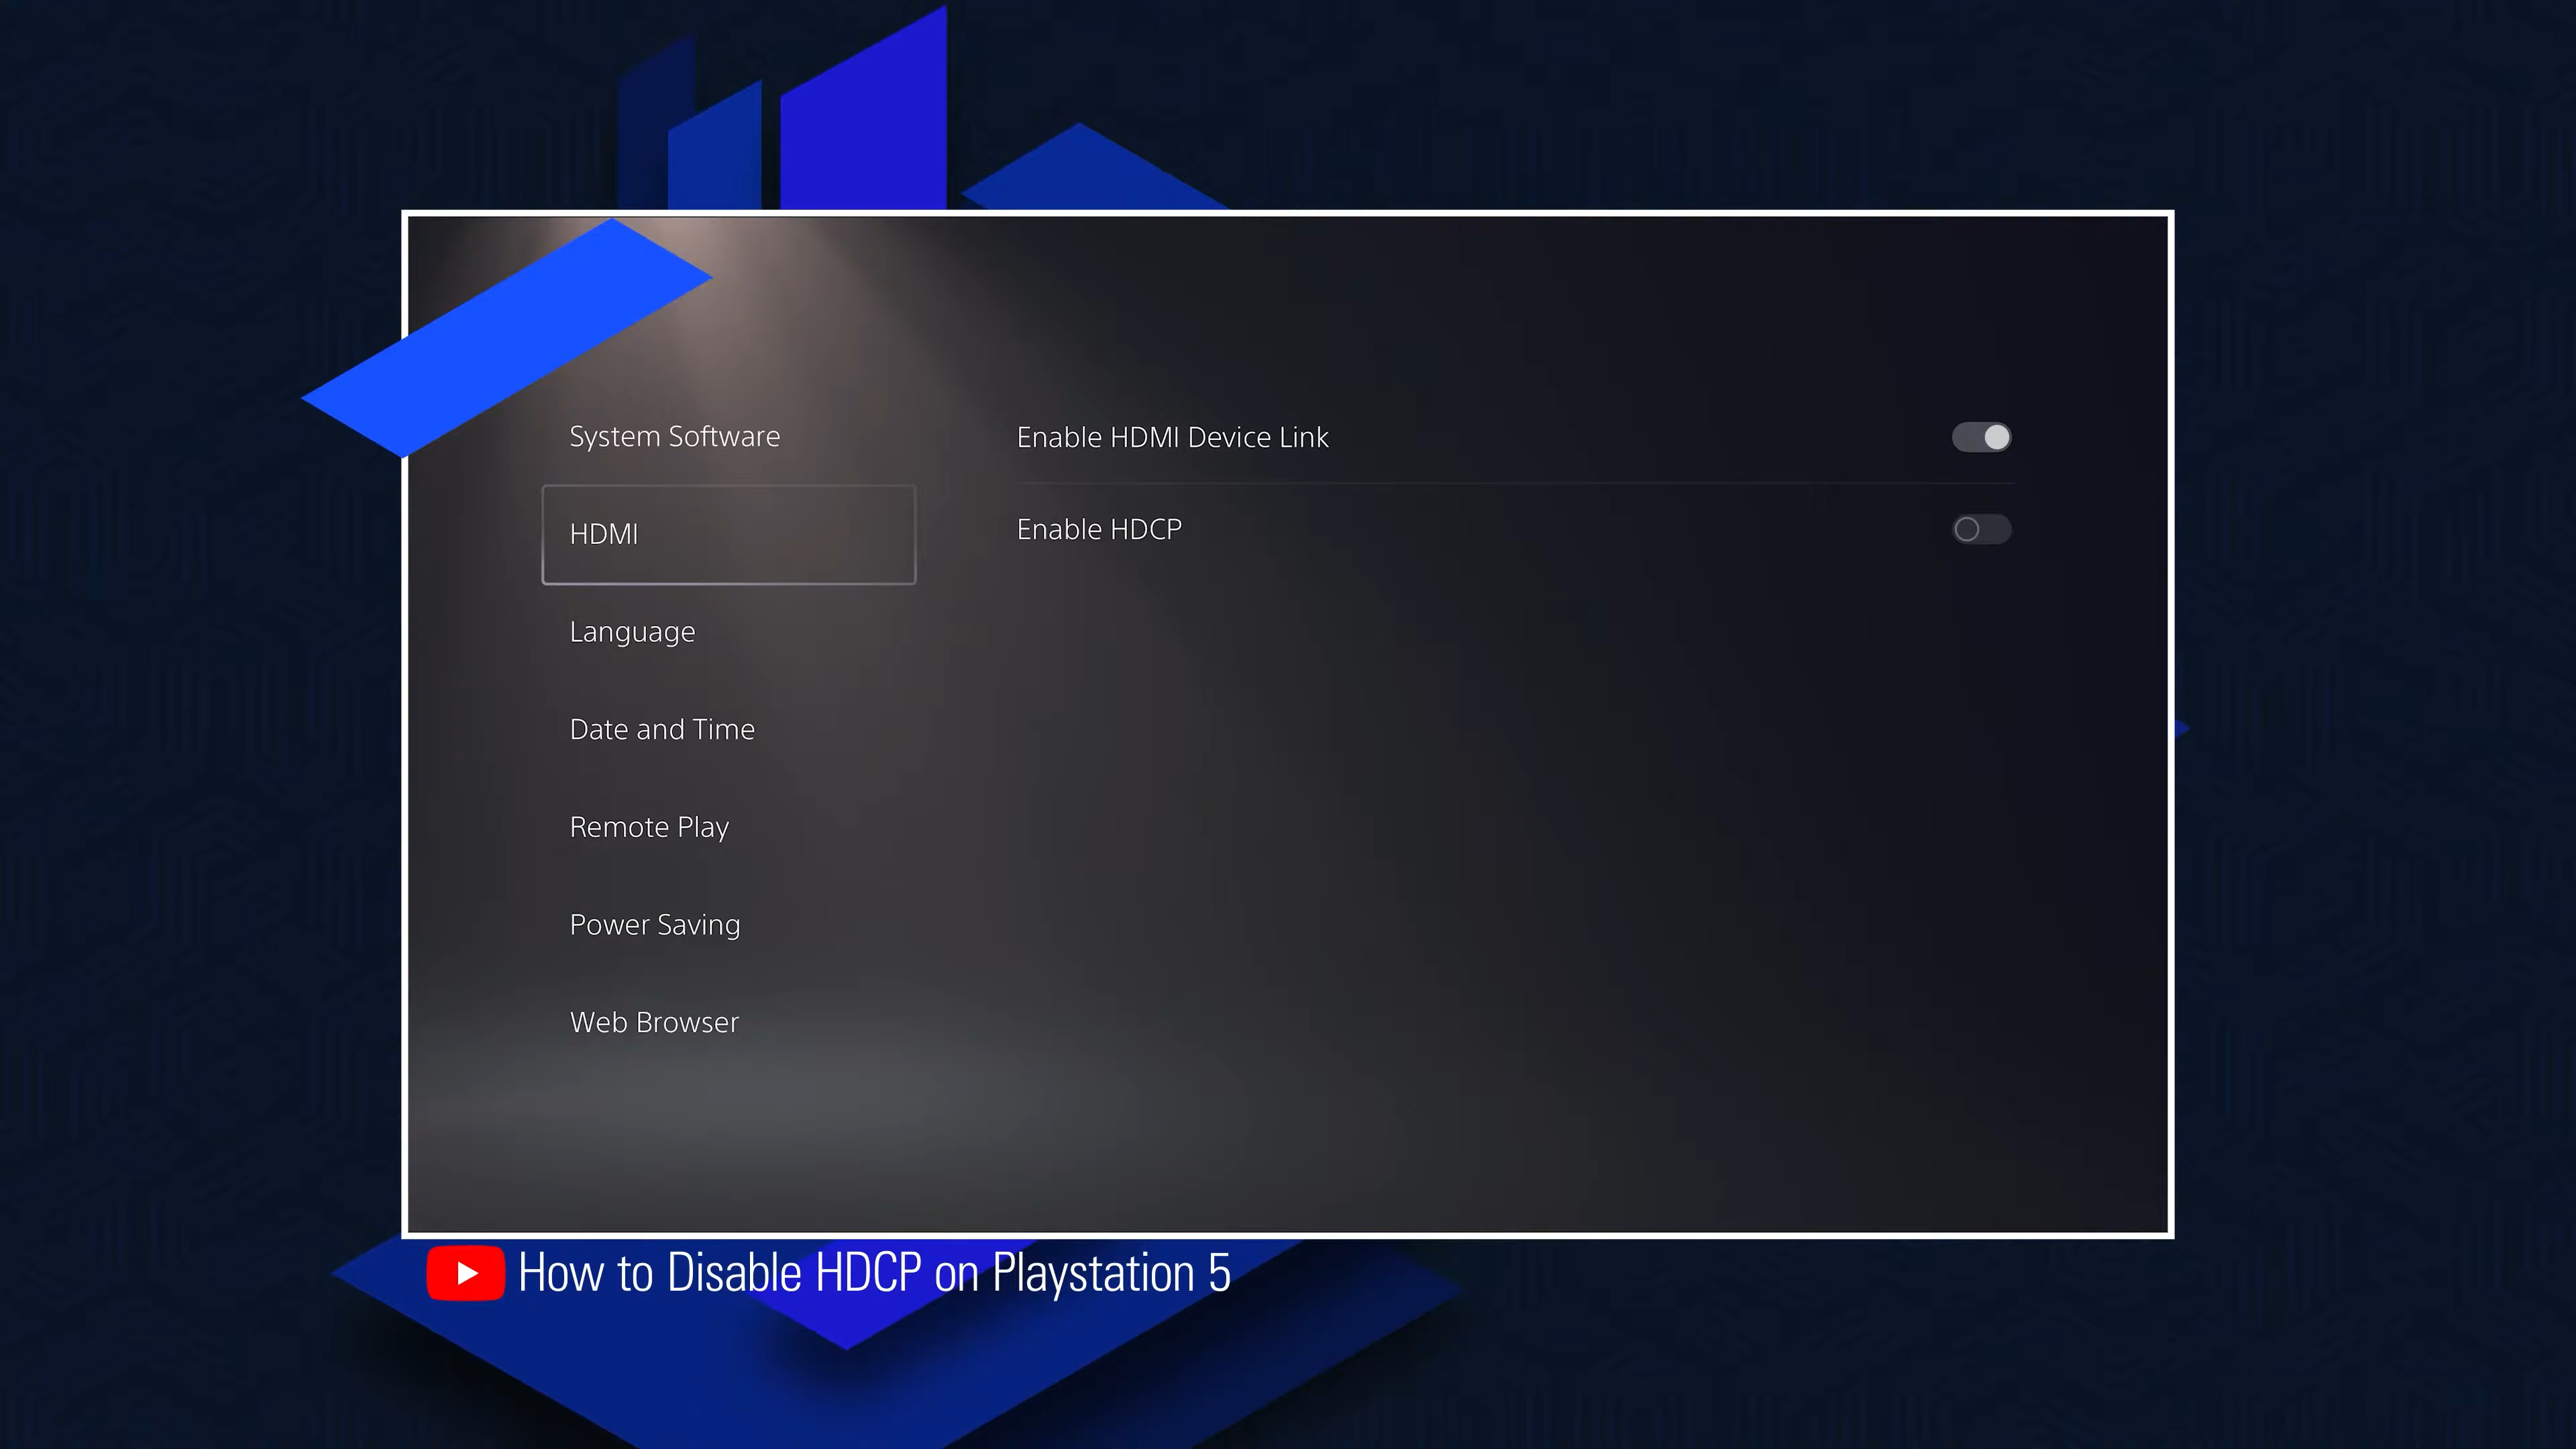 System Software
Enable HDMI Device Link
HDMI
Enable HDCP
Language
Date and Time
Remote Play
Power Saving
Web Browser
How to Disable HDCP on Playstation 5